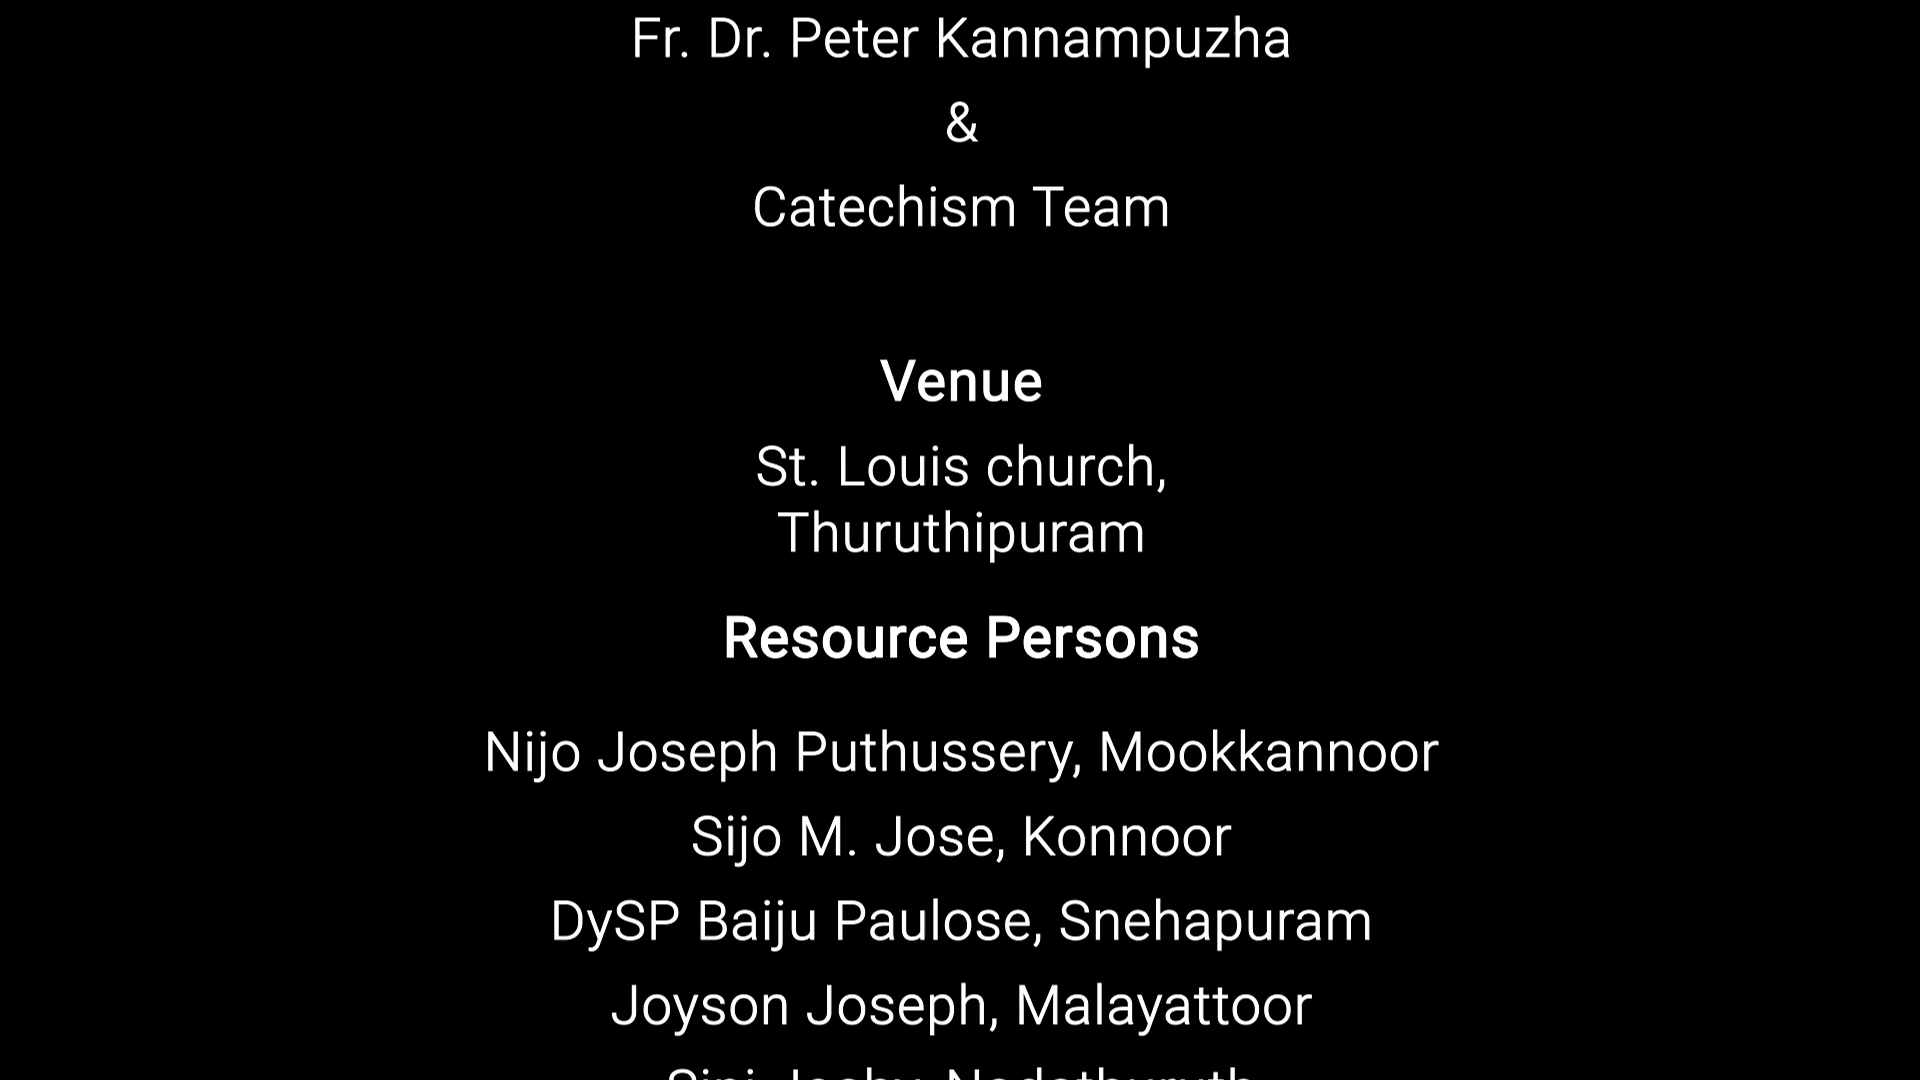 Fr. Dr. Peter Kannampuzha
&
Catechism Team
Venue
St. Louis church,
Thuruthipuram
Resource Persons
Nijo Joseph Puthussery, Mookkannoor
Sijo M. Jose, Konnoor
DySP Baiju Paulose, Snehapuram
Joyson Joseph, Malayattoor